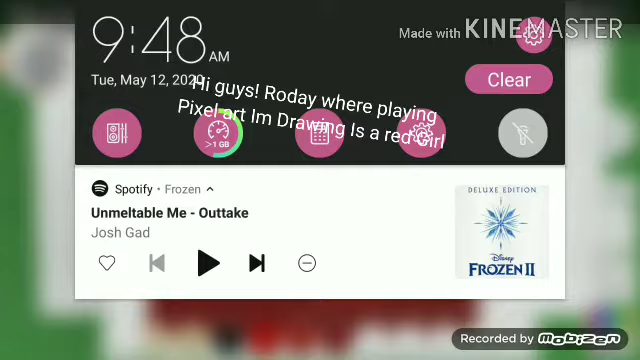 9:48 AM
Made with KINEMASTER
Tue, May 12, 2020
Clear
Hi guys! Roday where playing
Pixel art Im Drawing Is a red Girl
>1 GB
Spotify • Frozen
Unmeltable Me - Outtake
Josh Gad
DELUXE EDITION
Disney
FROZEN II
Recorded by MOBIZEN